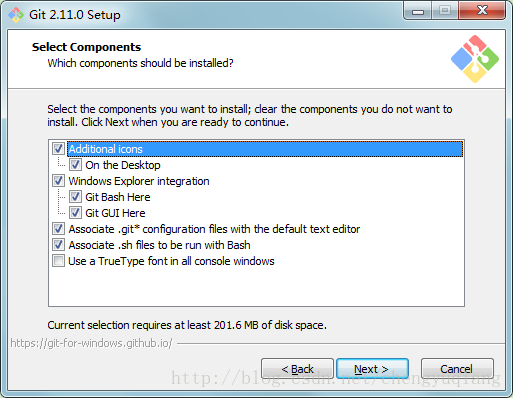 Git 2.11.0 Setup
Select Components
Which components should be installed?
Select the components you want to install; clear the components you do not want to
install. Click Next when you are ready to continue.
Additional icons
On the Desktop
Windows Explorer integration
Git Bash Here
Git GUI Here
Associate .git* configuration files with the default text editor
Associate .sh files to be run with Bash
Use a TrueType font in all console windows
Current selection requires at least 201.6 MB of disk space.
https://git-for-windows.github.io/
< Back
Next >
Cancel
http://blog.csdn.net/chengyuqiang